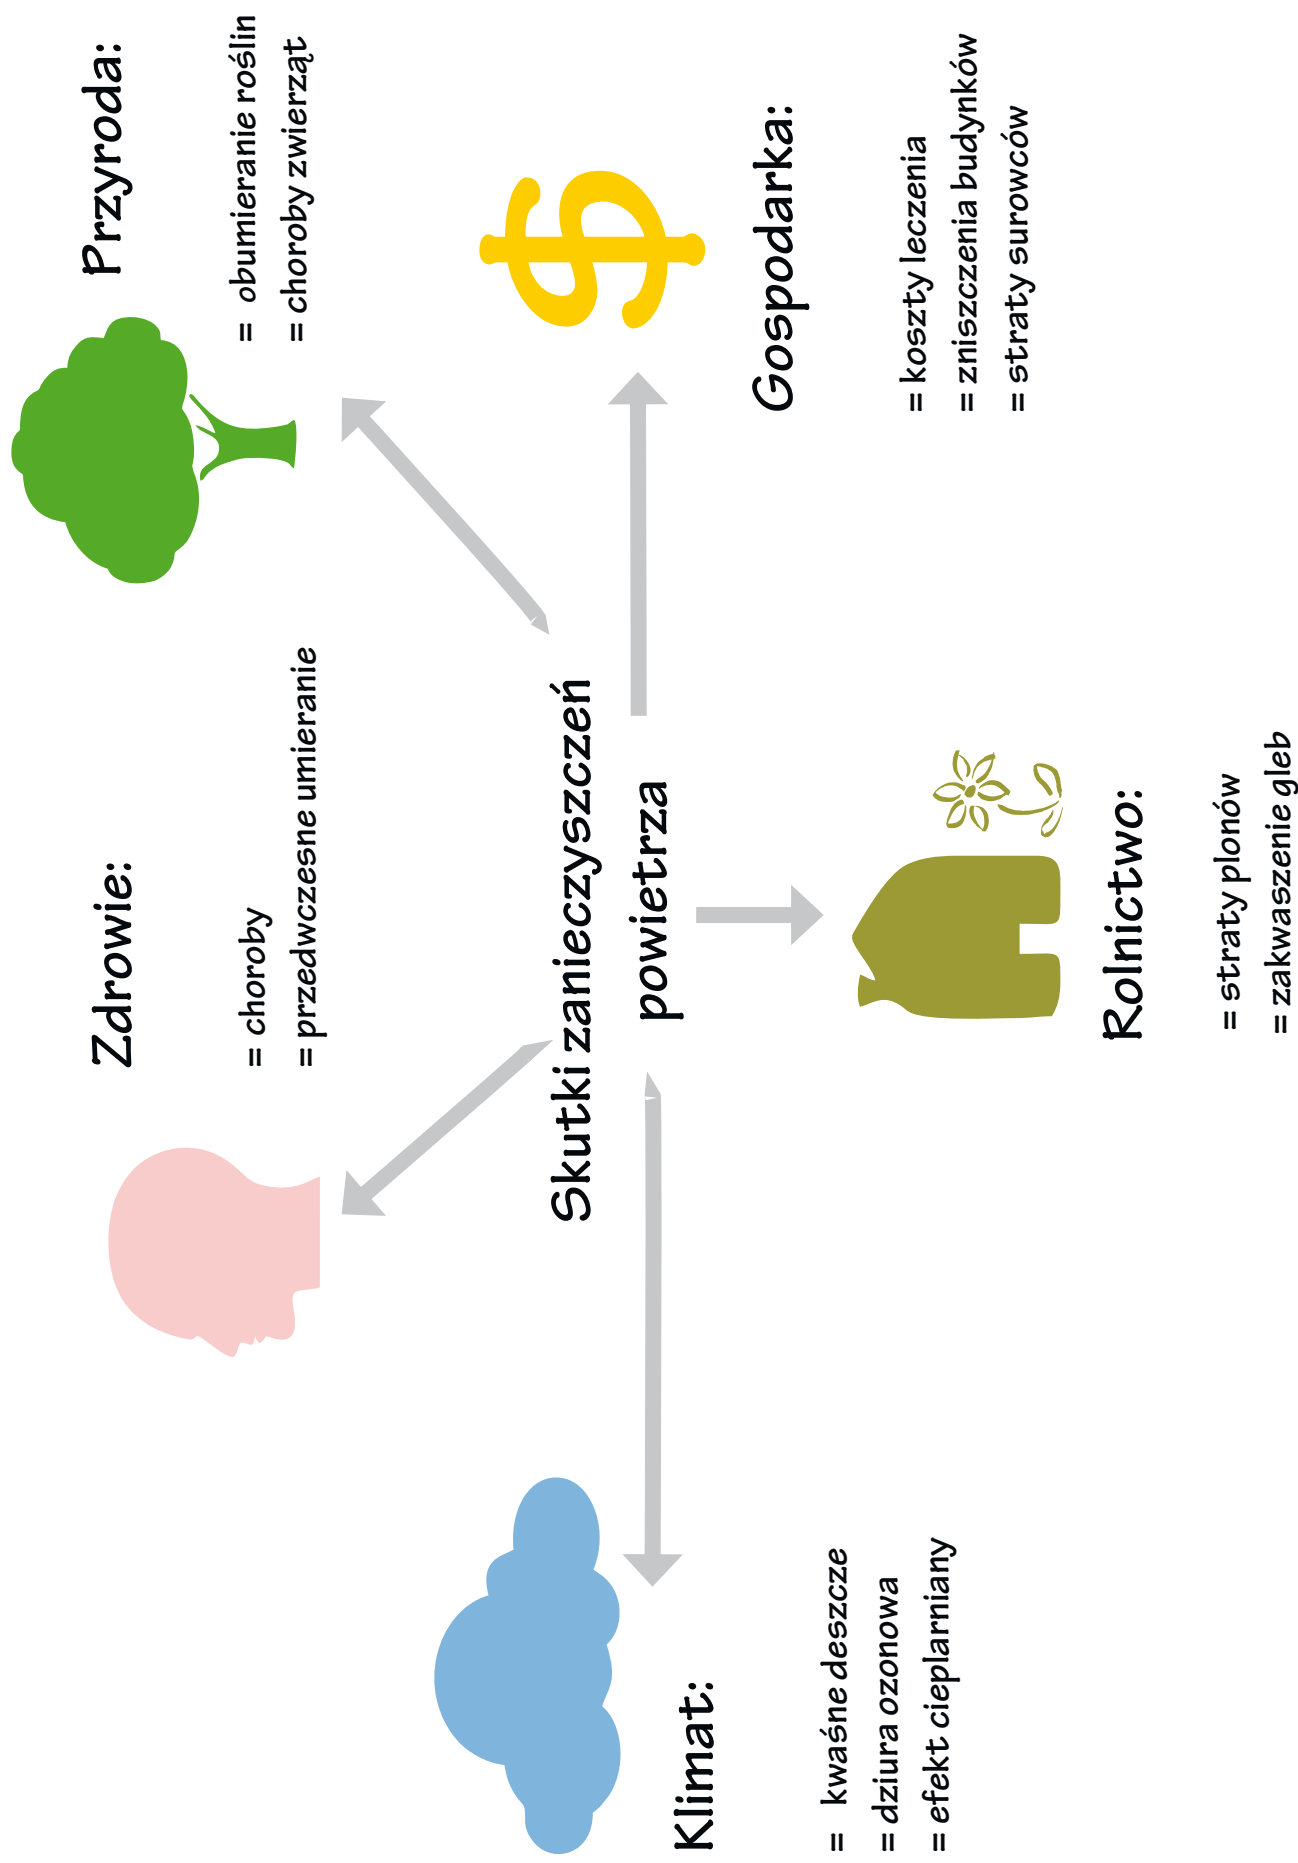 Zdrowie:
= choroby
= przedwczesne umieranie
Przyroda:
= obumieranie roślin
= choroby zwierząt
Skutki zanieczyszczeń
powietrza
Klimat:
= kwaśne deszcze
= dziura ozonowa
= efekt cieplarniany
Rolnictwo:
= straty plonów
= zakwaszenie gleb
Gospodarka:
= koszty leczenia
= zniszczenia budynków
= straty surowców